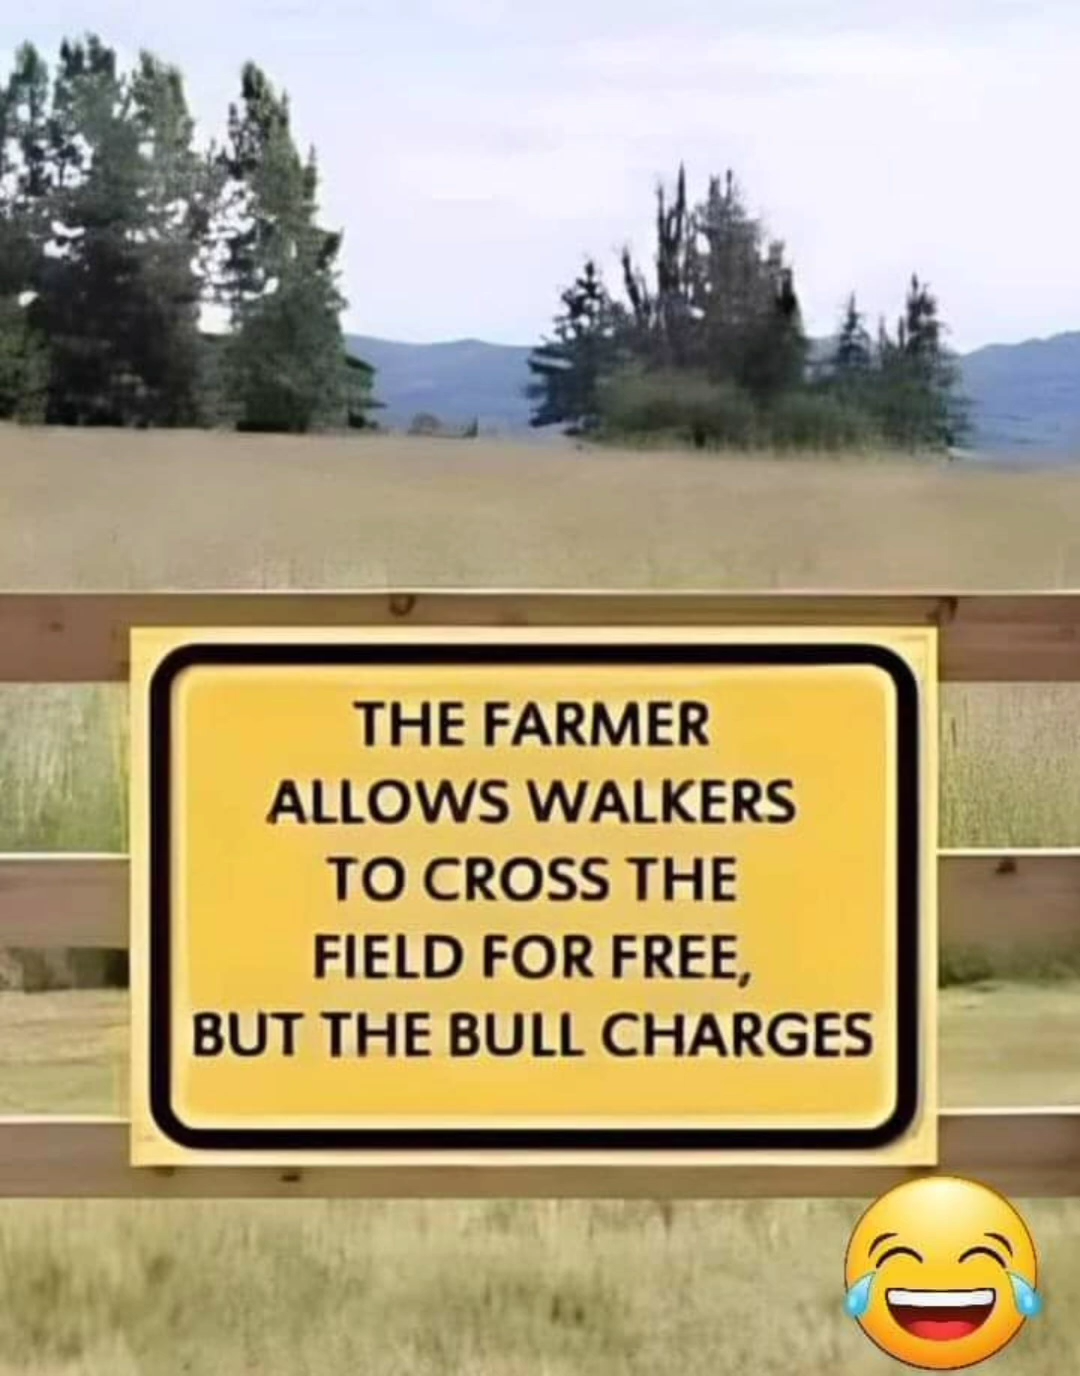 THE FARMER
ALLOWS WALKERS
TO CROSS THE
FIELD FOR FREE,
BUT THE BULL CHARGES